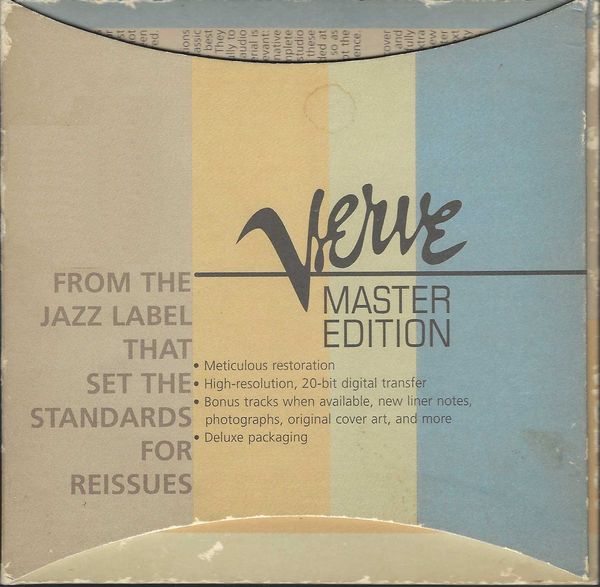 Verve
MASTER
EDITION
FROM THE
JAZZ LABEL
THAT
SET THE
STANDARDS
FOR
REISSUES
• Meticulous restoration
• High-resolution, 20-bit digital transfer
• Bonus tracks when available, new liner notes,
photographs, original cover art, and more
• Deluxe packaging